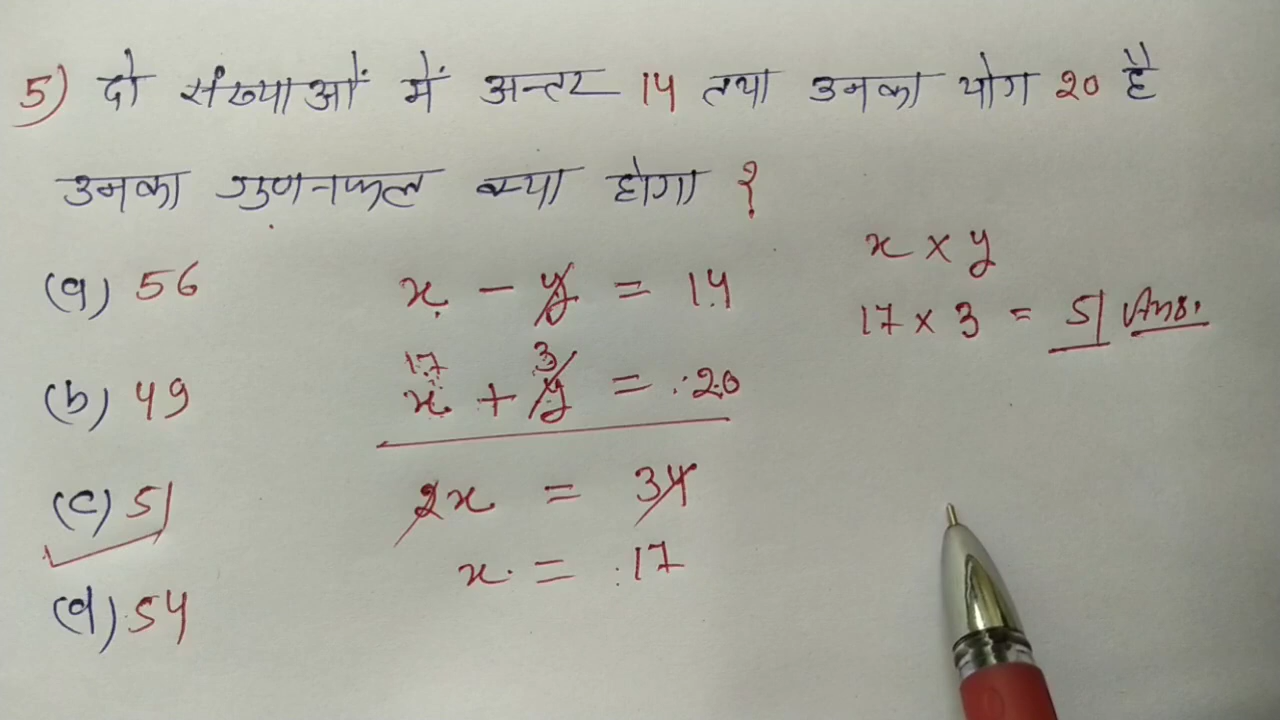 5) दो संख्याओं में अन्तर 14 तथा उनका योग 20 है
उनका गुणनफल क्या होगा ?
(a) 56
(b) 49
(c) 51
(d) 54
x - y = 14
17 3
x + y = 20
2x = 34
x = 17
x × y
17 × 3 = 51 Ans.